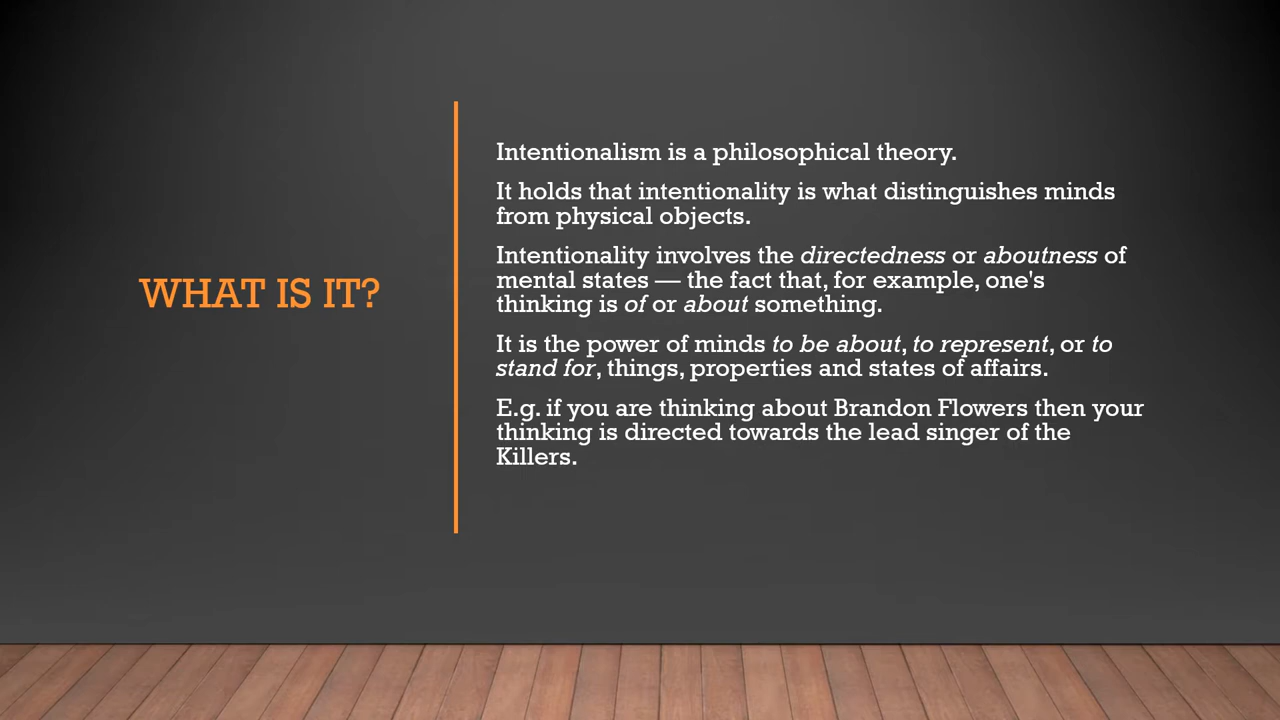 WHAT IS IT?
Intentionalism is a philosophical theory.
It holds that intentionality is what distinguishes minds
from physical objects.
Intentionality involves the directedness or aboutness of
mental states — the fact that, for example, one's
thinking is of or about something.
It is the power of minds to be about, to represent, or to
stand for, things, properties and states of affairs.
E.g. if you are thinking about Brandon Flowers then your
thinking is directed towards the lead singer of the
Killers.